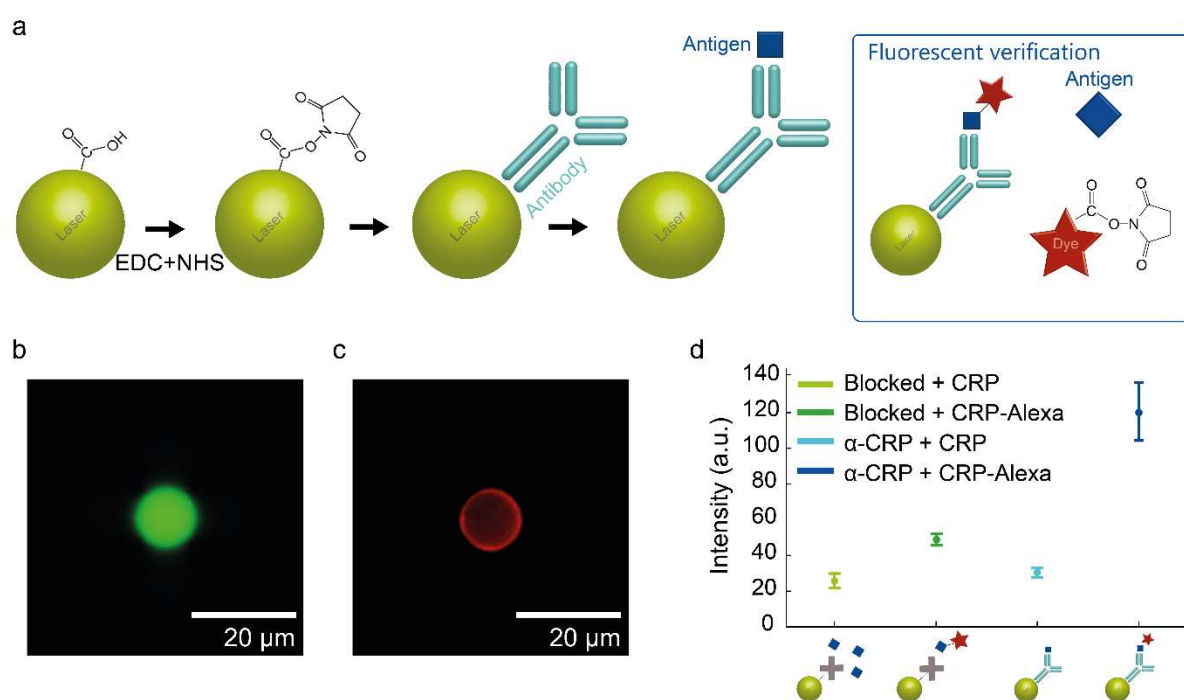 a
Antigen
Fluorescent verification
Antigen
O
C
OH
O
C
O
N
O
O
Antibody
O
C
O
N
O
O
Laser
Laser
Laser
Laser
Laser
Dye
EDC+NHS
b
c
d
20 µm
20 µm
Intensity (a.u.)
140
120
100
80
60
40
20
0
Blocked + CRP
Blocked + CRP-Alexa
α-CRP + CRP
α-CRP + CRP-Alexa